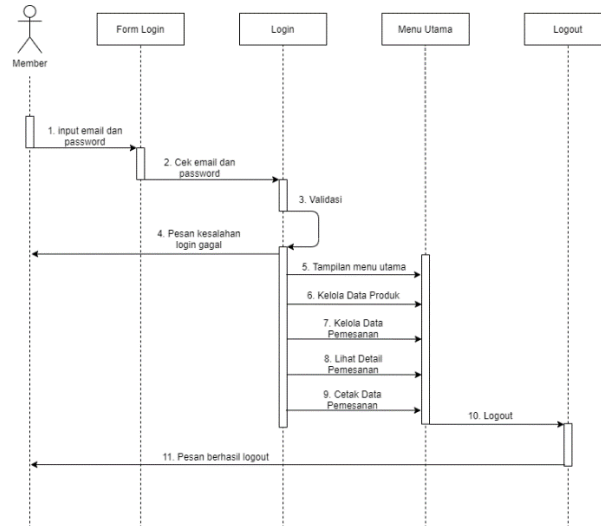 Form Login
Login
Menu Utama
Logout
Member
1. input email dan
password
2. Cek email dan
password
3. Validasi
4. Pesan kesalahan
login gagal
5. Tampilan menu utama
6. Kelola Data Produk
7. Kelola Data
Pemesanan
8. Lihat Detail
Pemesanan
9. Cetak Data
Pemesanan
10. Logout
11. Pesan berhasil logout